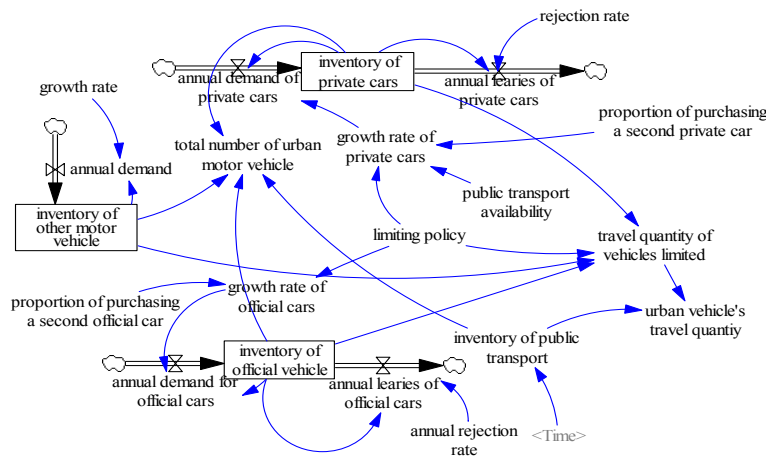 rejection rate
inventory of
private cars
annual demand of
private cars
annual learies of
private cars
growth rate
proportion of purchasing
a second private car
total number of urban
motor vehicle
growth rate of
private cars
annual demand
public transport
availability
inventory of
other motor
vehicle
limiting policy
travel quantity of
vehicles limited
proportion of purchasing
a second official car
growth rate of
official cars
urban vehicle's
travel quantiy
inventory of public
transport
inventory of
official vehicle
annual demand for
official cars
annual learies of
official cars
annual rejection
rate
<Time>